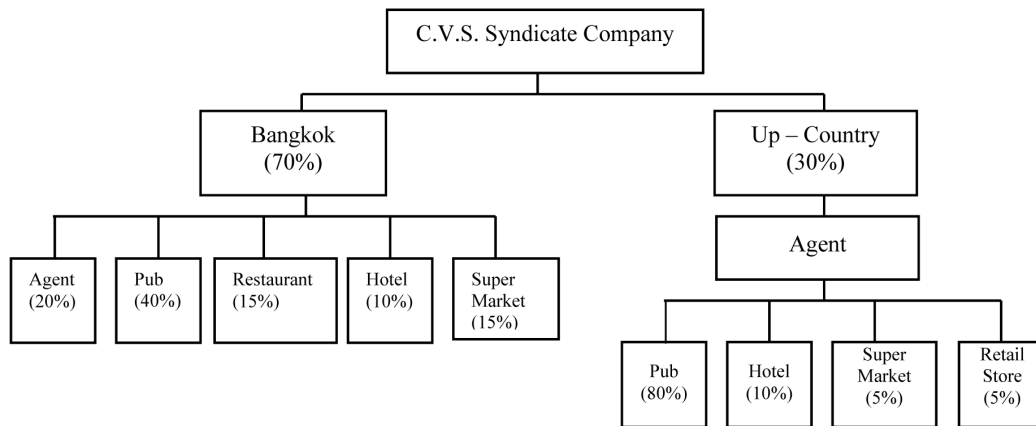 C.V.S. Syndicate Company
Bangkok
(70%)
Up – Country
(30%)
Agent
Agent
(20%)
Pub
(40%)
Restaurant
(15%)
Hotel
(10%)
Super
Market
(15%)
Pub
(80%)
Hotel
(10%)
Super
Market
(5%)
Retail
Store
(5%)